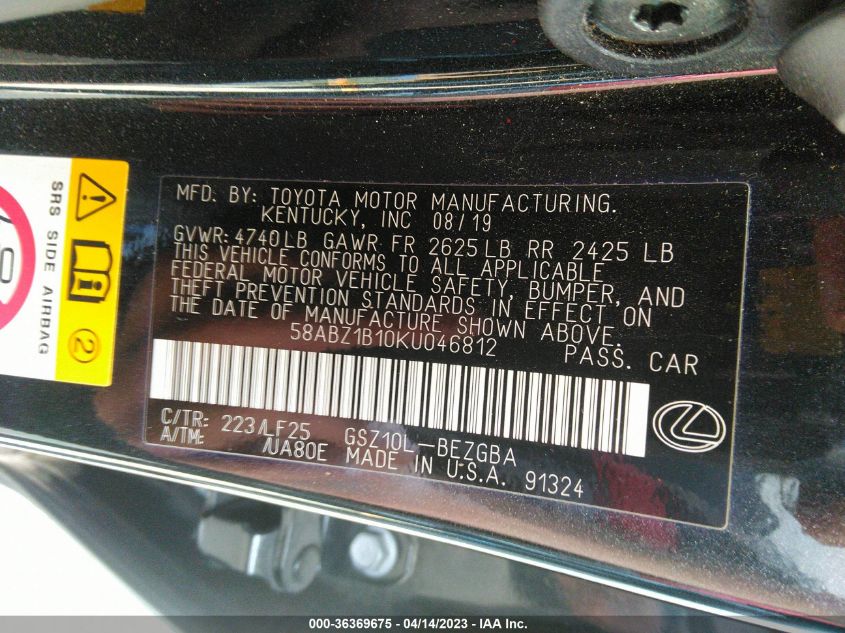 MFD. BY: TOYOTA MOTOR MANUFACTURING.
KENTUCKY, INC 08/19
GVWR: 4740LB GAWR FR 2625LB RR 2425 LB
THIS VEHICLE CONFORMS TO ALL APPLICABLE
FEDERAL MOTOR VEHICLE SAFETY, BUMPER, AND
THEFT PREVENTION STANDARDS IN EFFECT ON
THE DATE OF MANUFACTURE SHOWN ABOVE.
58ABZ1B10KU046812 PASS. CAR
C/TR: 223/LF25 GSZ10L-BEZGBA
A/TM: /UA80E MADE IN U.S.A. 91324
SRS SIDE AIRBAG
2
000-36369675 - 04/14/2023 - IAA Inc.